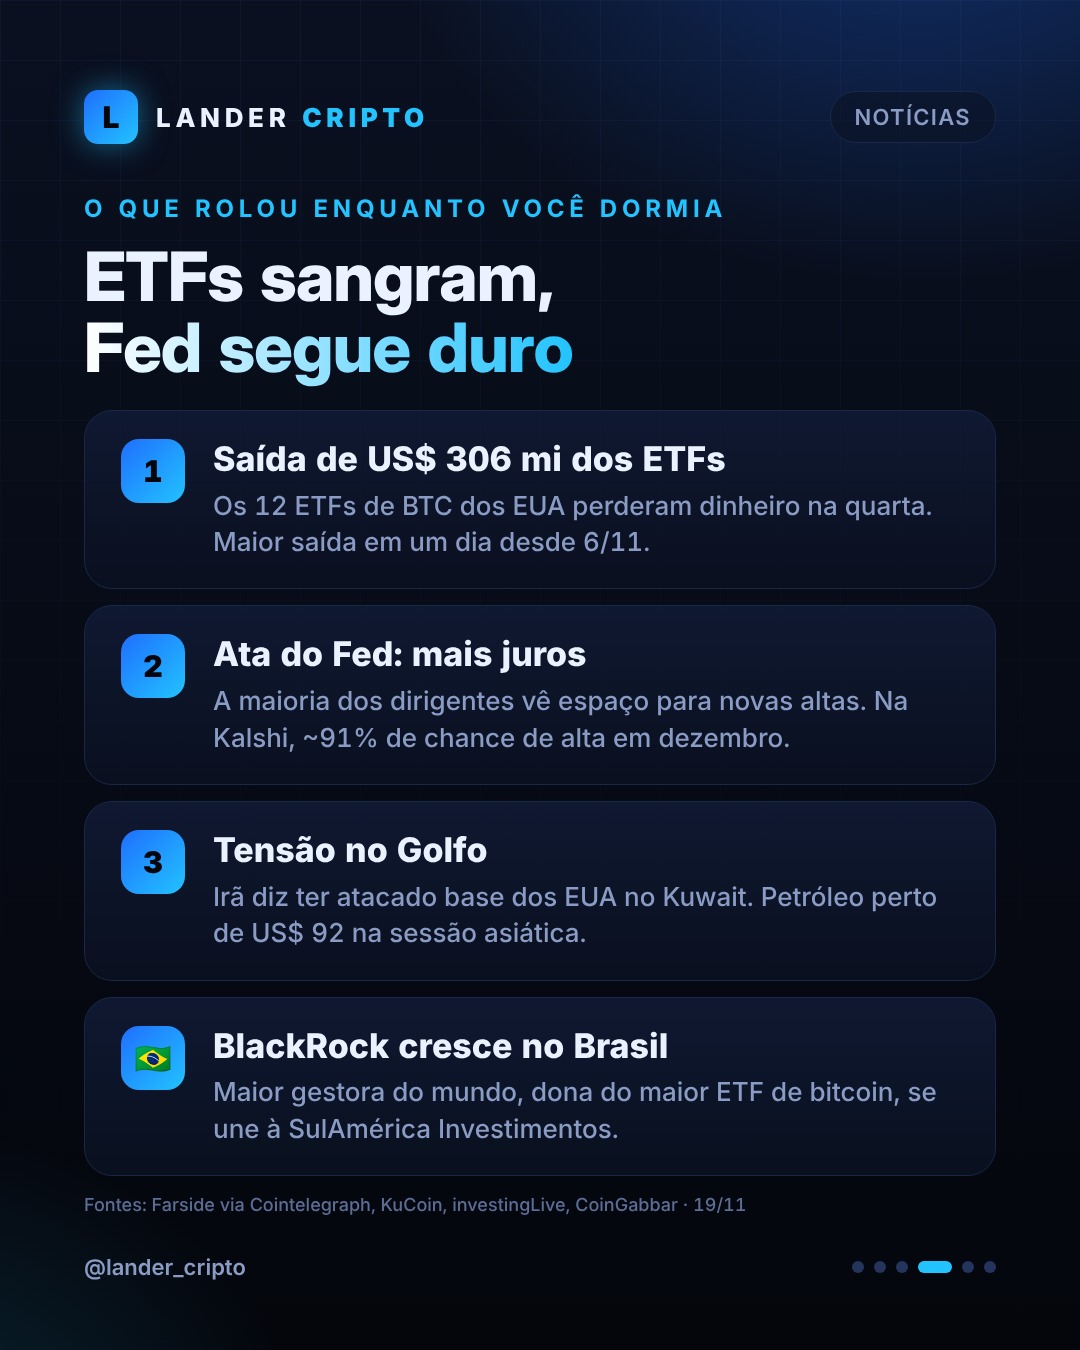 L LANDER CRIPTO
NOTÍCIAS
O QUE ROLOU ENQUANTO VOCÊ DORMIA
ETFs sangram,
Fed segue duro
1
Saída de US$ 306 mi dos ETFs
Os 12 ETFs de BTC dos EUA perderam dinheiro na quarta.
Maior saída em um dia desde 6/11.
2
Ata do Fed: mais juros
A maioria dos dirigentes vê espaço para novas altas. Na
Kalshi, ~91% de chance de alta em dezembro.
3
Tensão no Golfo
Irã diz ter atacado base dos EUA no Kuwait. Petróleo perto
de US$ 92 na sessão asiática.
BlackRock cresce no Brasil
Maior gestora do mundo, dona do maior ETF de bitcoin, se
une à SulAmérica Investimentos.
Fontes: Farside via Cointelegraph, KuCoin, investingLive, CoinGabbar · 19/11
@lander_cripto